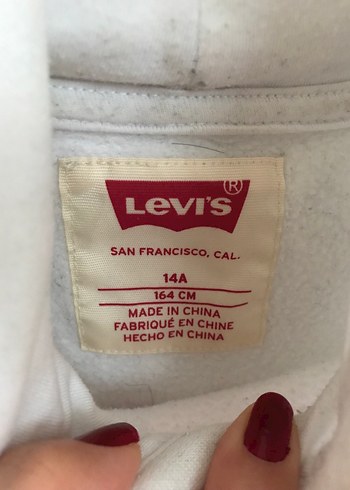 LEVI'S®
SAN FRANCISCO, CAL.
14A
164 CM
MADE IN CHINA
FABRIQUÉ EN CHINE
HECHO EN CHINA